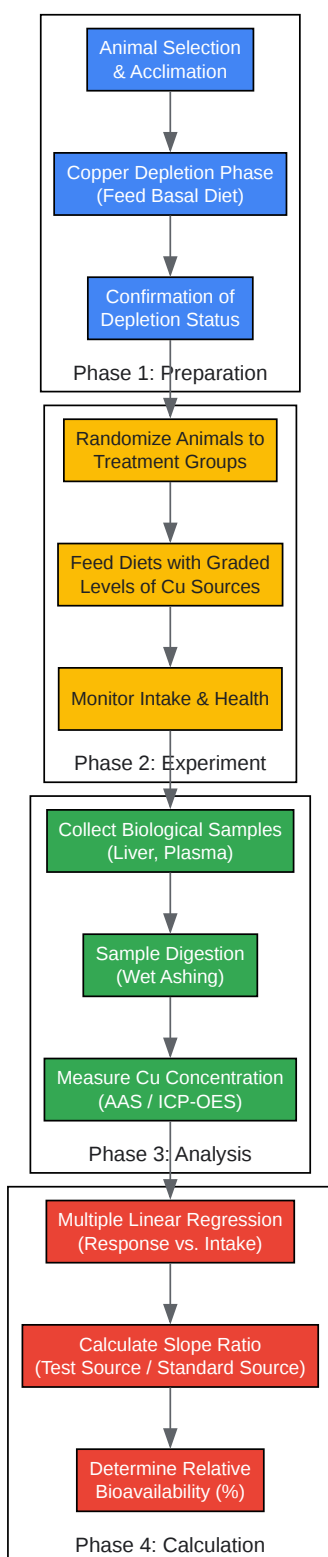 Animal Selection
& Acclimation
Copper Depletion Phase
(Feed Basal Diet)
Confirmation of
Depletion Status
Phase 1: Preparation
Randomize Animals to
Treatment Groups
Feed Diets with Graded
Levels of Cu Sources
Monitor Intake & Health
Phase 2: Experiment
Collect Biological Samples
(Liver, Plasma)
Sample Digestion
(Wet Ashing)
Measure Cu Concentration
(AAS / ICP-OES)
Phase 3: Analysis
Multiple Linear Regression
(Response vs. Intake)
Calculate Slope Ratio
(Test Source / Standard Source)
Determine Relative
Bioavailability (%)
Phase 4: Calculation